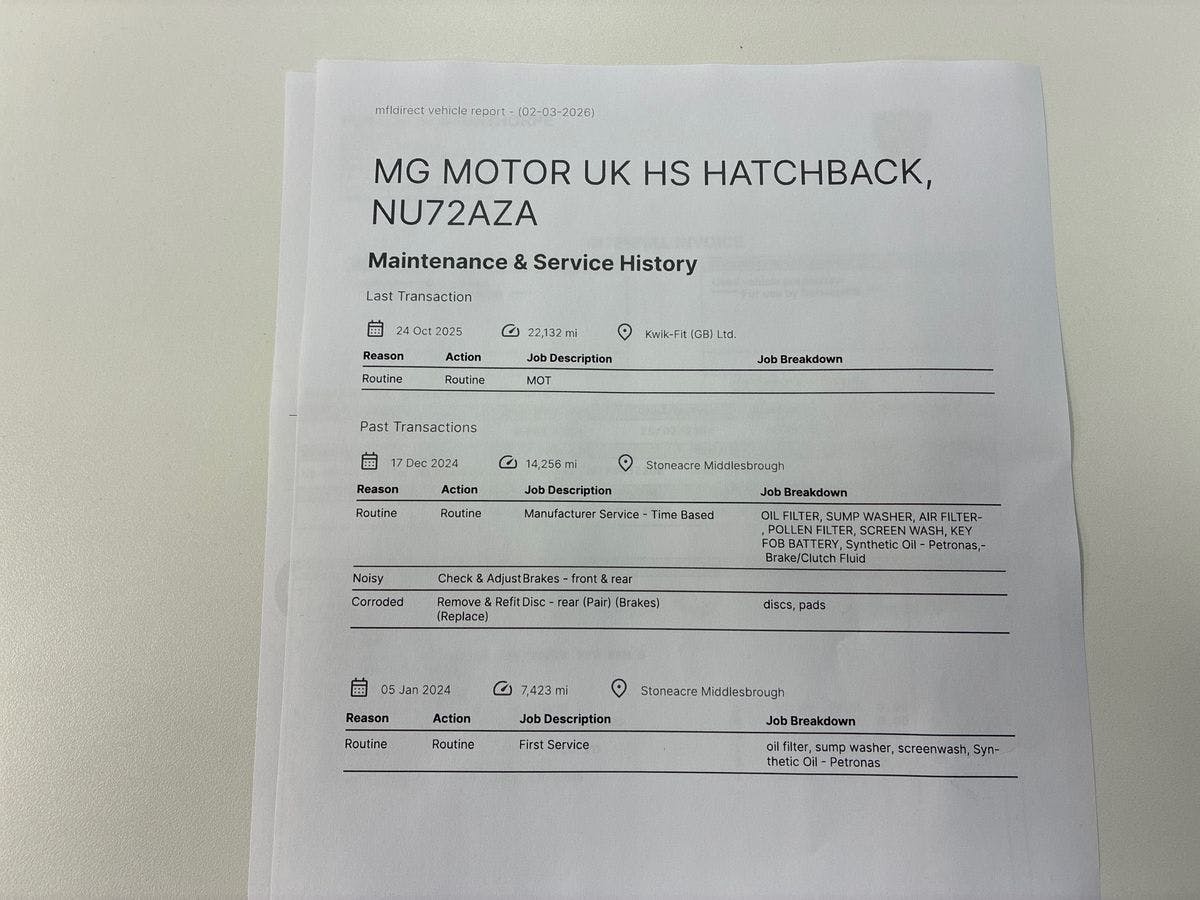 mfldirect vehicle report - (02-03-2026)
MG MOTOR UK HS HATCHBACK,
NU72AZA
Maintenance & Service History
Last Transaction
24 Oct 2025 22,132 mi Kwik-Fit (GB) Ltd.
Reason Action Job Description Job Breakdown
Routine Routine MOT
Past Transactions
17 Dec 2024 14,256 mi Stoneacre Middlesbrough
Reason Action Job Description Job Breakdown
Routine Routine Manufacturer Service - Time Based OIL FILTER, SUMP WASHER, AIR FILTER-
, POLLEN FILTER, SCREEN WASH, KEY
FOB BATTERY, Synthetic Oil - Petronas,-
Brake/Clutch Fluid
Noisy Check & Adjust Brakes - front & rear
Corroded Remove & Refit Disc - rear (Pair) (Brakes) discs, pads
(Replace)
05 Jan 2024 7,423 mi Stoneacre Middlesbrough
Reason Action Job Description Job Breakdown
Routine Routine First Service oil filter, sump washer, screenwash, Syn-
thetic Oil - Petronas